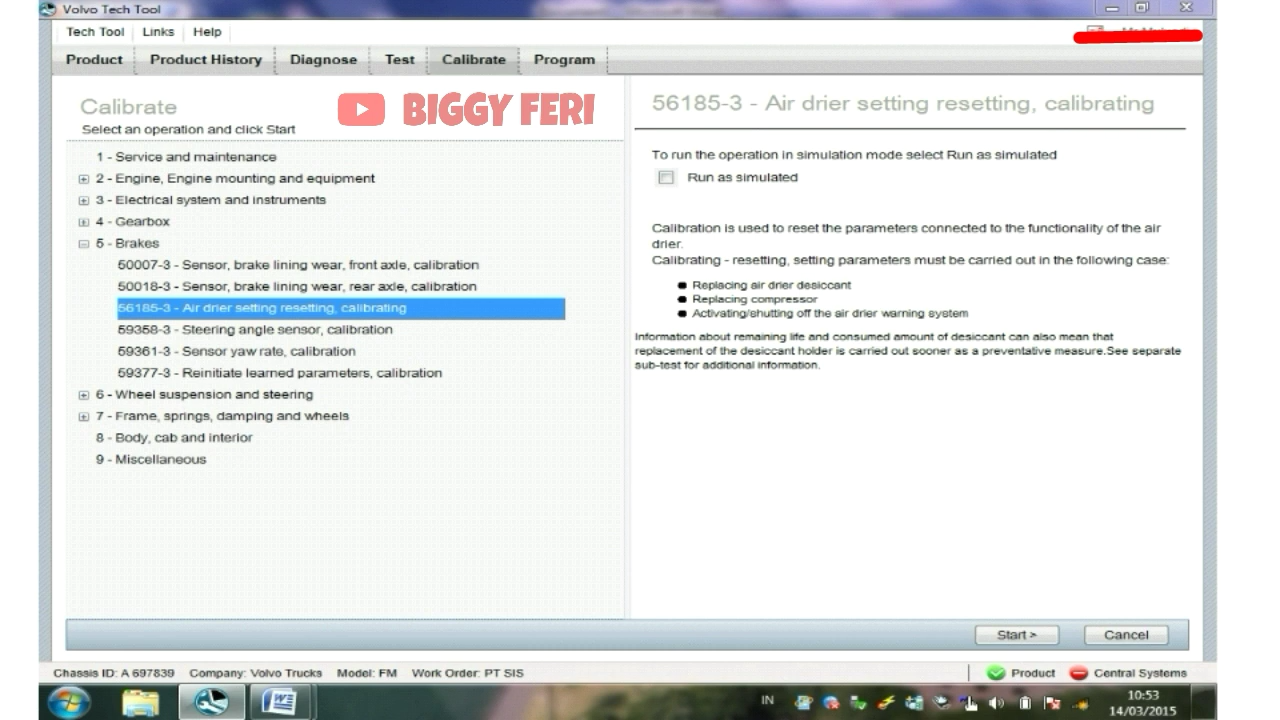 Volvo Tech Tool
Tech Tool Links Help
Product Product History Diagnose Test Calibrate Program
Calibrate
BIGGY FERI
Select an operation and click Start
1 - Service and maintenance
2 - Engine, Engine mounting and equipment
3 - Electrical system and instruments
4 - Gearbox
5 - Brakes
50007-3 - Sensor, brake lining wear, front axle, calibration
50018-3 - Sensor, brake lining wear, rear axle, calibration
56185-3 - Air drier setting resetting, calibrating
59358-3 - Steering angle sensor, calibration
59361-3 - Sensor yaw rate, calibration
59377-3 - Reinitiate learned parameters, calibration
6 - Wheel suspension and steering
7 - Frame, springs, damping and wheels
8 - Body, cab and interior
9 - Miscellaneous
56185-3 - Air drier setting resetting, calibrating
To run the operation in simulation mode select Run as simulated
Run as simulated
Calibration is used to reset the parameters connected to the functionality of the air
drier.
Calibrating - resetting, setting parameters must be carried out in the following case:
Replacing air drier desiccant
Replacing compressor
Activating/shutting off the air drier warning system
Information about remaining life and consumed amount of desiccant can also mean that
replacement of the desiccant holder is carried out sooner as a preventative measure.See separate
sub-test for additional information.
Start > Cancel
Chassis ID: A 697839 Company: Volvo Trucks Model: FM Work Order: PT SIS Product Central Systems
IN 10:53
14/03/2015